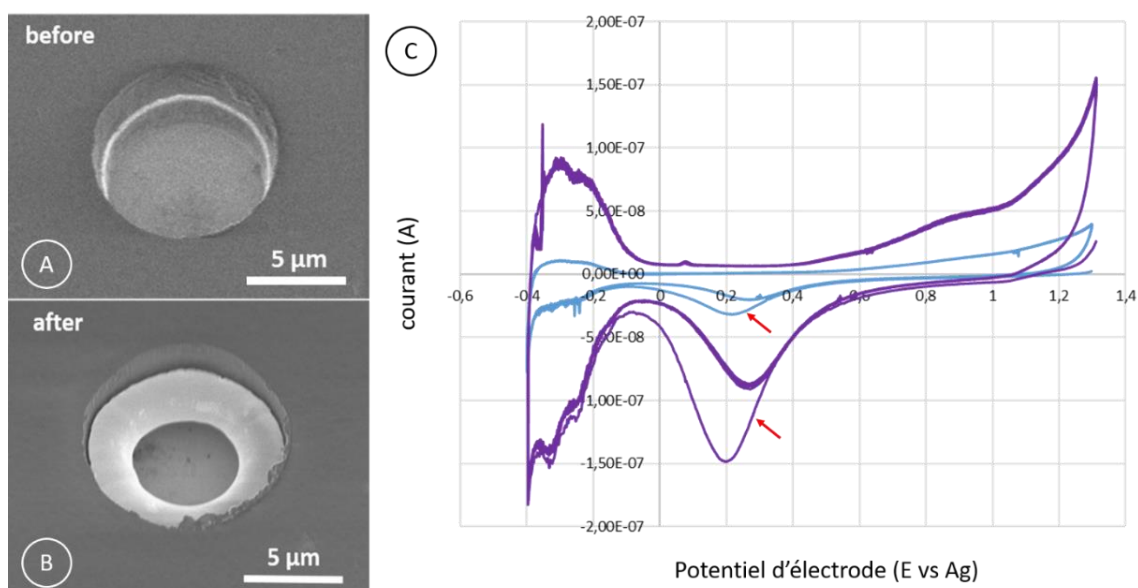 before
5 µm
A
after
5 µm
B
C
2,00E-07
1,50E-07
1,00E-07
5,00E-08
0,00E+00
-5,00E-08
-1,00E-07
-1,50E-07
-2,00E-07
-0,6 -0,4 -0,2 0 0,2 0,4 0,6 0,8 1 1,2 1,4
courant (A)
Potentiel d’électrode (E vs Ag)